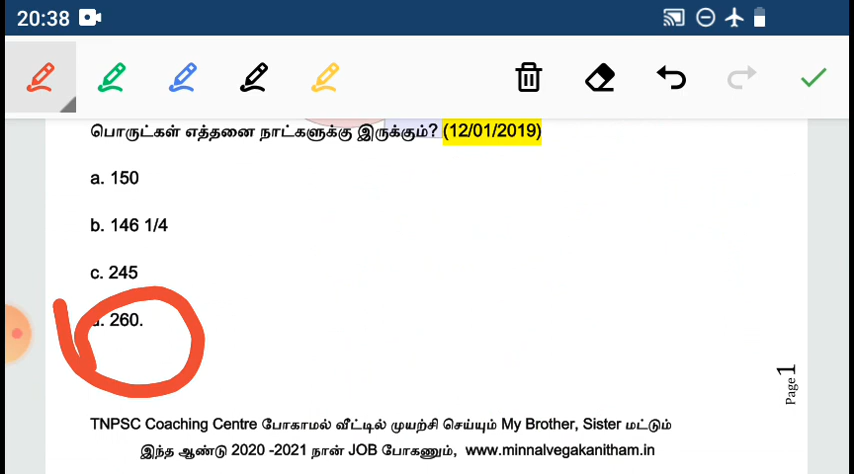 20:38
பொருட்கள் எத்தனை நாட்களுக்கு இருக்கும்? (12/01/2019)
a. 150
b. 146 1/4
c. 245
d. 260.
Page 1
TNPSC Coaching Centre போகாமல் வீட்டில் முயற்சி செய்யும் My Brother, Sister மட்டும்
இந்த ஆண்டு 2020 -2021 நான் JOB போகணும், www.minnalvegakanitham.in